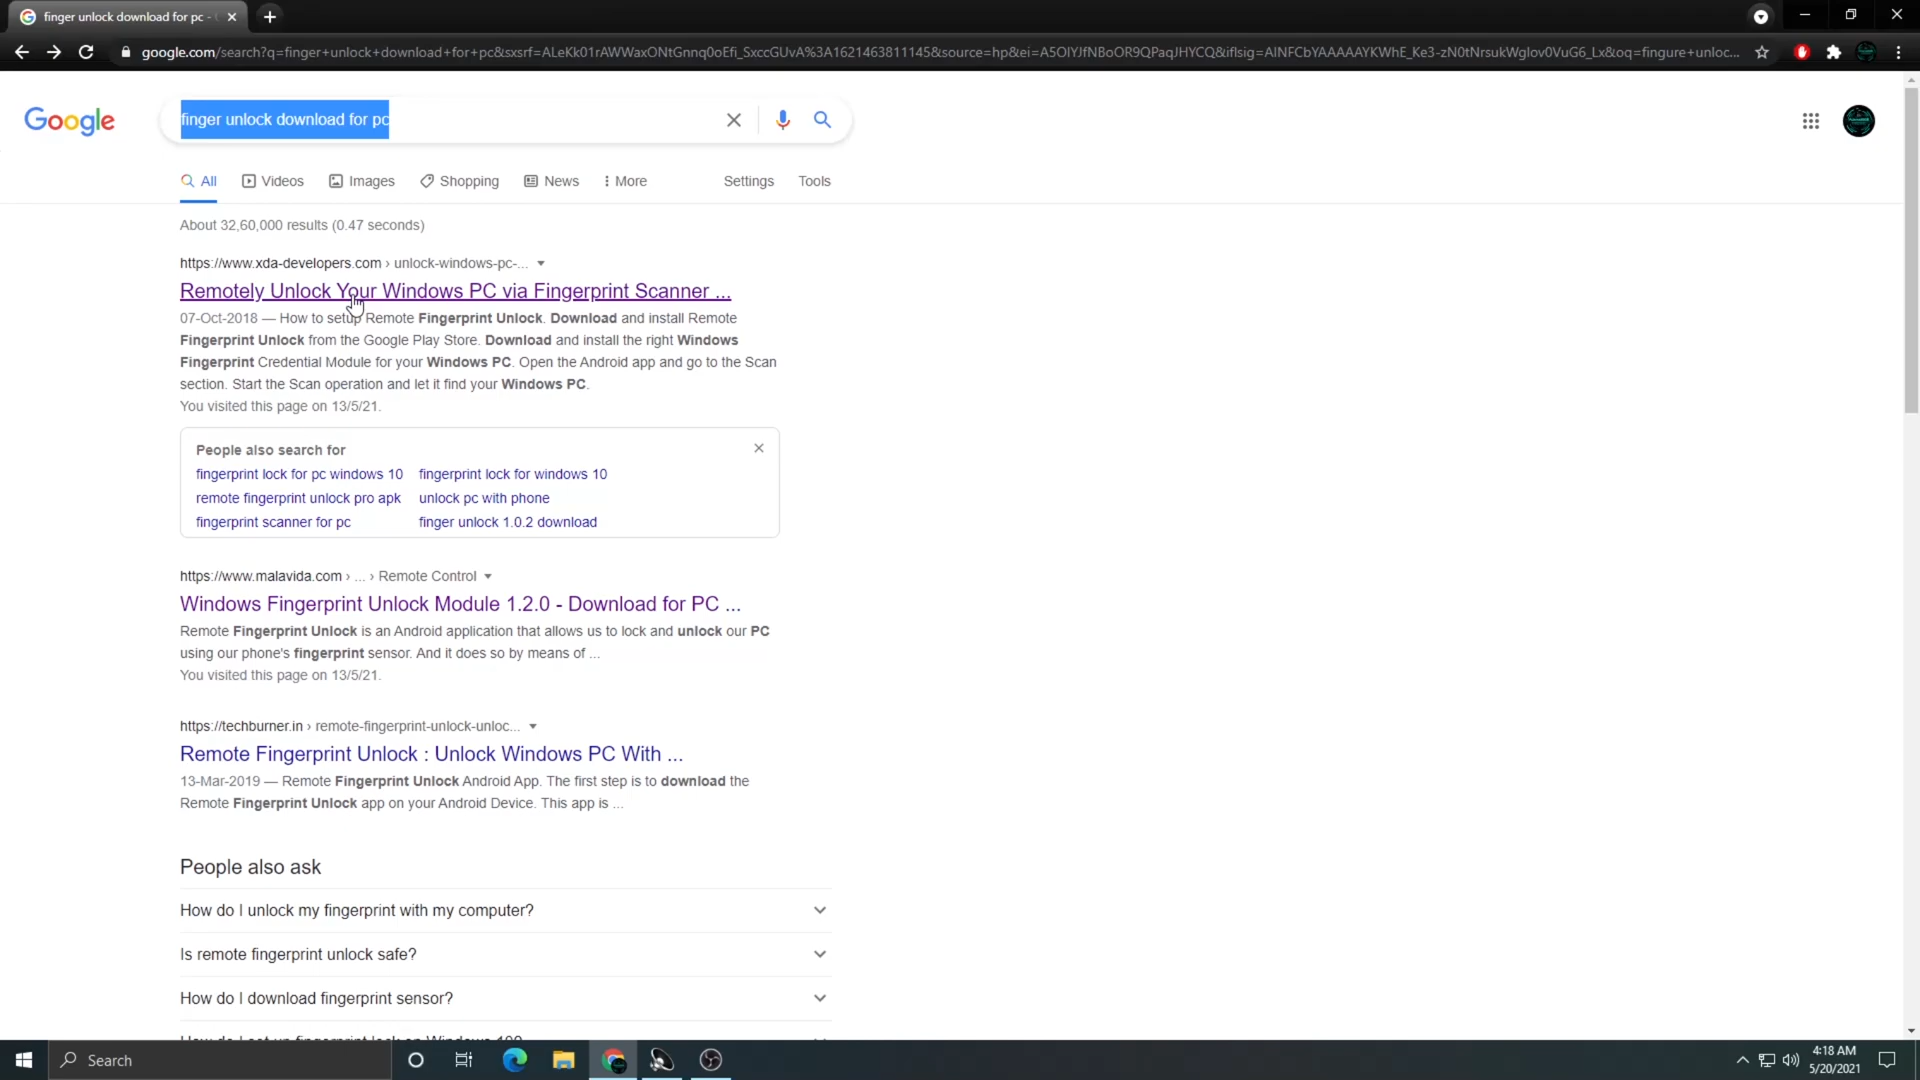 finger unlock download for pc -
google.com/search?q=finger+unlock+download+for+pc&sxsrf=ALeKk01rAWWaxONtGnnq0oEfi_SxccGUvA%3A1621463811145&source=hp&ei=A5OlYJfNBoOR9QPaqJHYCQ&iflsig=AINFCbYAAAAAYKWhE_Ke3-zN0tNrsukWgIov0VuG6_Lx&oq=fingure+unloc...
Google
finger unlock download for pc
All Videos Images Shopping News More Settings Tools
About 32,60,000 results (0.47 seconds)
https://www.xda-developers.com › unlock-windows-pc-...
Remotely Unlock Your Windows PC via Fingerprint Scanner ...
07-Oct-2018 — How to setup Remote Fingerprint Unlock. Download and install Remote
Fingerprint Unlock from the Google Play Store. Download and install the right Windows
Fingerprint Credential Module for your Windows PC. Open the Android app and go to the Scan
section. Start the Scan operation and let it find your Windows PC.
You visited this page on 13/5/21.
People also search for
fingerprint lock for pc windows 10 fingerprint lock for windows 10
remote fingerprint unlock pro apk unlock pc with phone
fingerprint scanner for pc finger unlock 1.0.2 download
https://www.malavida.com › ... › Remote Control
Windows Fingerprint Unlock Module 1.2.0 - Download for PC ...
Remote Fingerprint Unlock is an Android application that allows us to lock and unlock our PC
using our phone's fingerprint sensor. And it does so by means of ...
You visited this page on 13/5/21.
https://techburner.in › remote-fingerprint-unlock-unloc...
Remote Fingerprint Unlock : Unlock Windows PC With ...
13-Mar-2019 — Remote Fingerprint Unlock Android App. The first step is to download the
Remote Fingerprint Unlock app on your Android Device. This app is ...
People also ask
How do I unlock my fingerprint with my computer?
Is remote fingerprint unlock safe?
How do I download fingerprint sensor?
Search
4:18 AM
5/20/2021